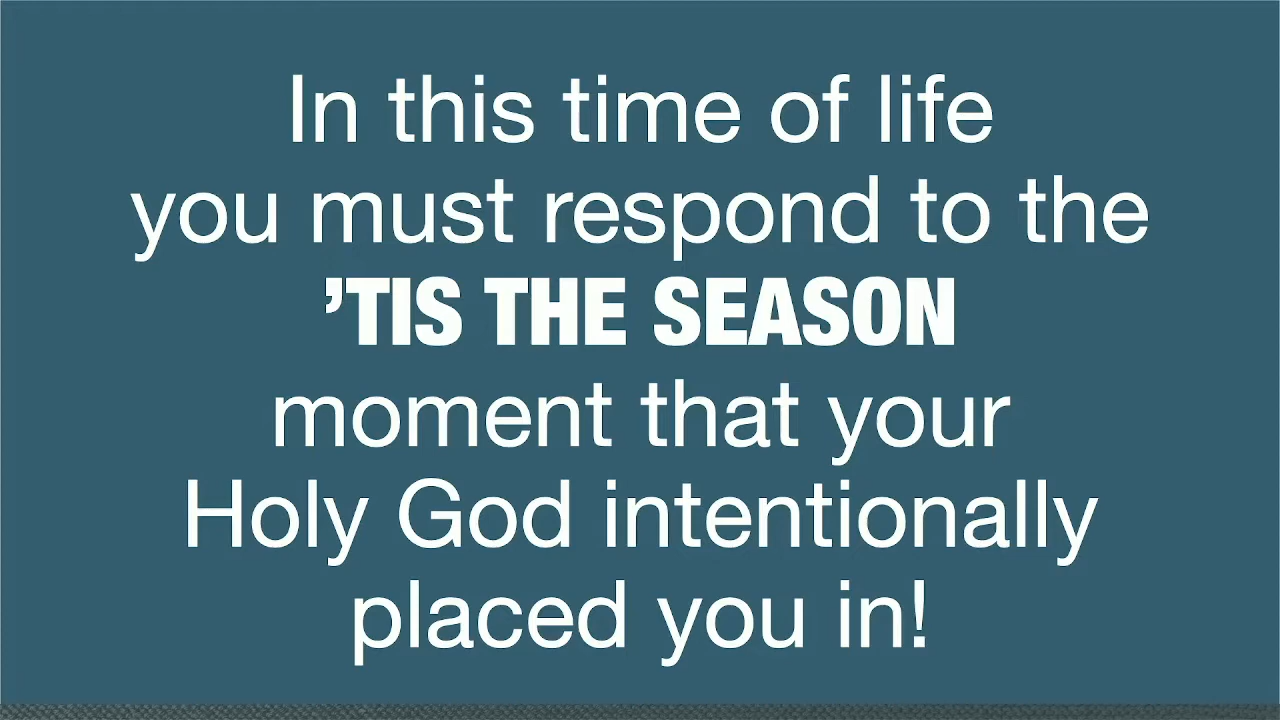 In this time of life
you must respond to the
’TIS THE SEASON
moment that your
Holy God intentionally
placed you in!